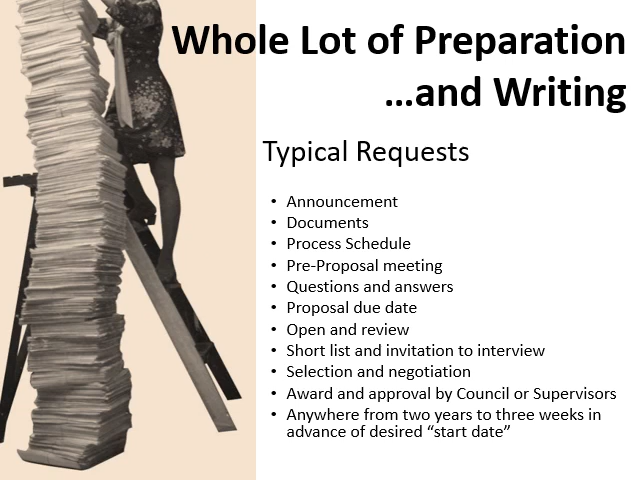 Whole Lot of Preparation
…and Writing
Typical Requests
• Announcement
• Documents
• Process Schedule
• Pre-Proposal meeting
• Questions and answers
• Proposal due date
• Open and review
• Short list and invitation to interview
• Selection and negotiation
• Award and approval by Council or Supervisors
• Anywhere from two years to three weeks in
advance of desired “start date”